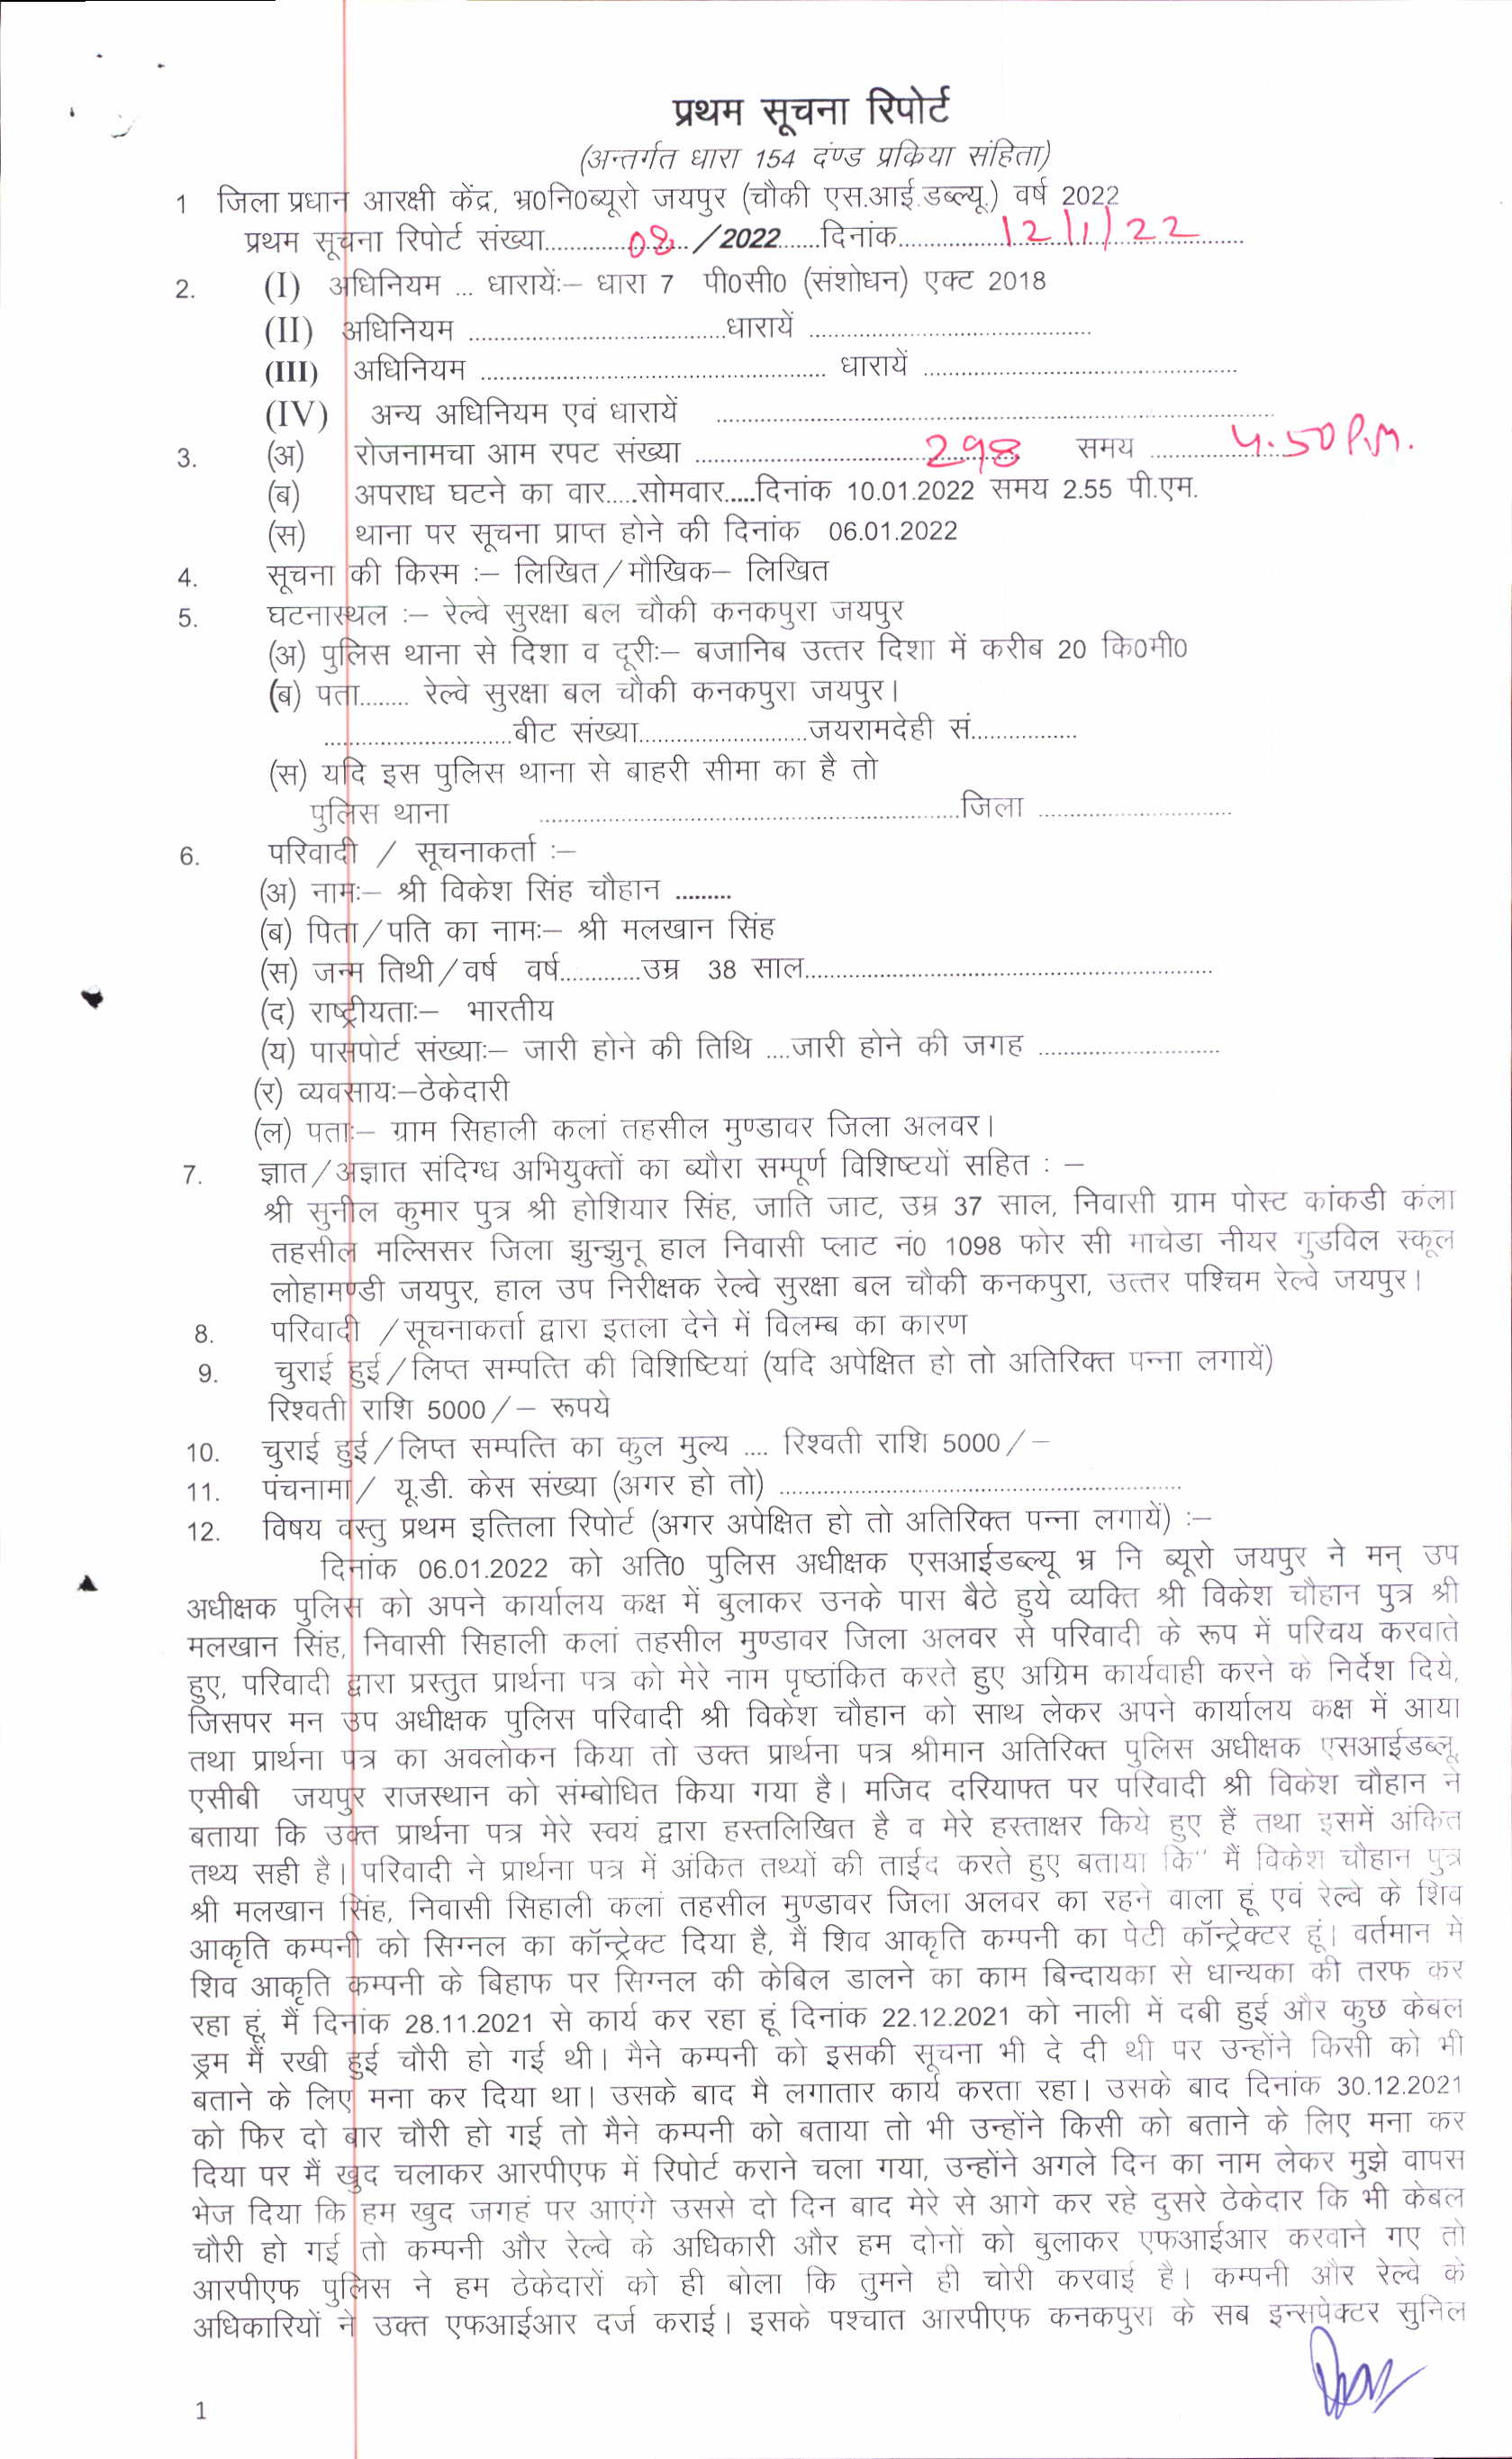 प्रथम सूचना रिपोर्ट
(अन्तर्गत धारा 154 दंण्ड प्रकिया संहिता)
1 जिला प्रधान आरक्षी केंद्र, भ्र0नि0ब्यूरो जयपुर (चौकी एस.आई.डब्ल्यू.) वर्ष 2022
प्रथम सूचना रिपोर्ट संख्या................08../2022.......दिनांक.................12/1/22.......
2. (I) अधिनियम ... धारायेंः– धारा 7 पी0सी0 (संशोधन) एक्ट 2018
(II) अधिनियम .........................................धारायें .............................................
(III) अधिनियम ....................................................... धारायें ..................................................
(IV) अन्य अधिनियम एवं धारायें .........................................................................................
3. (अ) रोजनामचा आम रपट संख्या .....................................298 समय .................4.50 P.M.
(ब) अपराध घटने का वार.....सोमवार.....दिनांक 10.01.2022 समय 2.55 पी.एम.
(स) थाना पर सूचना प्राप्त होने की दिनांक 06.01.2022
4. सूचना की किस्म :– लिखित/मौखिक– लिखित
5. घटनास्थल :– रेल्वे सुरक्षा बल चौकी कनकपुरा जयपुर
(अ) पुलिस थाना से दिशा व दूरीः– बजानिब उत्तर दिशा में करीब 20 कि0मी0
(ब) पता........ रेल्वे सुरक्षा बल चौकी कनकपुरा जयपुर।
..............................बीट संख्या...........................जयरामदेही सं.................
(स) यदि इस पुलिस थाना से बाहरी सीमा का है तो
पुलिस थाना ...................................................................जिला ...............................
6. परिवादी / सूचनाकर्ता :–
(अ) नामः– श्री विकेश सिंह चौहान .........
(ब) पिता/पति का नामः– श्री मलखान सिंह
(स) जन्म तिथी/वर्ष वर्ष.............उम्र 38 साल.................................................................
(द) राष्ट्रीयताः– भारतीय
(य) पासपोर्ट संख्याः– जारी होने की तिथि ....जारी होने की जगह .............................
(र) व्यवसायः–ठेकेदारी
(ल) पताः– ग्राम सिहाली कलां तहसील मुण्डावर जिला अलवर।
7. ज्ञात/अज्ञात संदिग्ध अभियुक्तों का ब्यौरा सम्पूर्ण विशिष्टयों सहित : –
श्री सुनील कुमार पुत्र श्री होशियार सिंह, जाति जाट, उम्र 37 साल, निवासी ग्राम पोस्ट कांकडी कंला
तहसील मल्सिसर जिला झुन्झुनू हाल निवासी प्लाट नं0 1098 फोर सी माचेडा नीयर गुडविल स्कूल
लोहामण्डी जयपुर, हाल उप निरीक्षक रेल्वे सुरक्षा बल चौकी कनकपुरा, उत्तर पश्चिम रेल्वे जयपुर।
8. परिवादी /सूचनाकर्ता द्वारा इतला देने में विलम्ब का कारण
9. चुराई हुई/लिप्त सम्पत्ति की विशिष्टियां (यदि अपेक्षित हो तो अतिरिक्त पन्ना लगायें)
रिश्वती राशि 5000/– रूपये
10. चुराई हुई/लिप्त सम्पत्ति का कुल मुल्य .... रिश्वती राशि 5000/–
11. पंचनामा/ यू.डी. केस संख्या (अगर हो तो) ................................................................
12. विषय वस्तु प्रथम इत्तिला रिपोर्ट (अगर अपेक्षित हो तो अतिरिक्त पन्ना लगायें) :–
दिनांक 06.01.2022 को अति0 पुलिस अधीक्षक एसआईडब्ल्यू भ्र नि ब्यूरो जयपुर ने मन् उप
अधीक्षक पुलिस को अपने कार्यालय कक्ष में बुलाकर उनके पास बैठे हुये व्यक्ति श्री विकेश चौहान पुत्र श्री
मलखान सिंह, निवासी सिहाली कलां तहसील मुण्डावर जिला अलवर से परिवादी के रूप में परिचय करवाते
हुए, परिवादी द्वारा प्रस्तुत प्रार्थना पत्र को मेरे नाम पृष्ठांकित करते हुए अग्रिम कार्यवाही करने के निर्देश दिये,
जिसपर मन उप अधीक्षक पुलिस परिवादी श्री विकेश चौहान को साथ लेकर अपने कार्यालय कक्ष में आया
तथा प्रार्थना पत्र का अवलोकन किया तो उक्त प्रार्थना पत्र श्रीमान अतिरिक्त पुलिस अधीक्षक एसआईडब्लू,
एसीबी जयपुर राजस्थान को संम्बोधित किया गया है। मजिद दरियाफ्त पर परिवादी श्री विकेश चौहान ने
बताया कि उक्त प्रार्थना पत्र मेरे स्वयं द्वारा हस्तलिखित है व मेरे हस्ताक्षर किये हुए हैं तथा इसमें अंकित
तथ्य सही है। परिवादी ने प्रार्थना पत्र में अंकित तथ्यों की ताईद करते हुए बताया कि" मैं विकेश चौहान पुत्र
श्री मलखान सिंह, निवासी सिहाली कलां तहसील मुण्डावर जिला अलवर का रहने वाला हूं एवं रेल्वे के शिव
आकृति कम्पनी को सिग्नल का कॉन्ट्रेक्ट दिया है, मैं शिव आकृति कम्पनी का पेटी कॉन्ट्रेक्टर हूं। वर्तमान मे
शिव आकृति कम्पनी के बिहाफ पर सिग्नल की केबिल डालने का काम बिन्दायका से धान्यका की तरफ कर
रहा हूं, मैं दिनांक 28.11.2021 से कार्य कर रहा हूं दिनांक 22.12.2021 को नाली में दबी हुई और कुछ केबल
ड्रम मैं रखी हुई चौरी हो गई थी। मैने कम्पनी को इसकी सूचना भी दे दी थी पर उन्होंने किसी को भी
बताने के लिए मना कर दिया था। उसके बाद मै लगातार कार्य करता रहा। उसके बाद दिनांक 30.12.2021
को फिर दो बार चौरी हो गई तो मैने कम्पनी को बताया तो भी उन्होंने किसी को बताने के लिए मना कर
दिया पर मैं खुद चलाकर आरपीएफ में रिपोर्ट कराने चला गया, उन्होंने अगले दिन का नाम लेकर मुझे वापस
भेज दिया कि हम खुद जगहं पर आएंगे उससे दो दिन बाद मेरे से आगे कर रहे दुसरे ठेकेदार कि भी केबल
चौरी हो गई तो कम्पनी और रेल्वे के अधिकारी और हम दोनों को बुलाकर एफआईआर करवाने गए तो
आरपीएफ पुलिस ने हम ठेकेदारों को ही बोला कि तुमने ही चोरी करवाई है। कम्पनी और रेल्वे के
अधिकारियों ने उक्त एफआईआर दर्ज कराई। इसके पश्चात आरपीएफ कनकपुरा के सब इन्सपेक्टर सुनिल
1